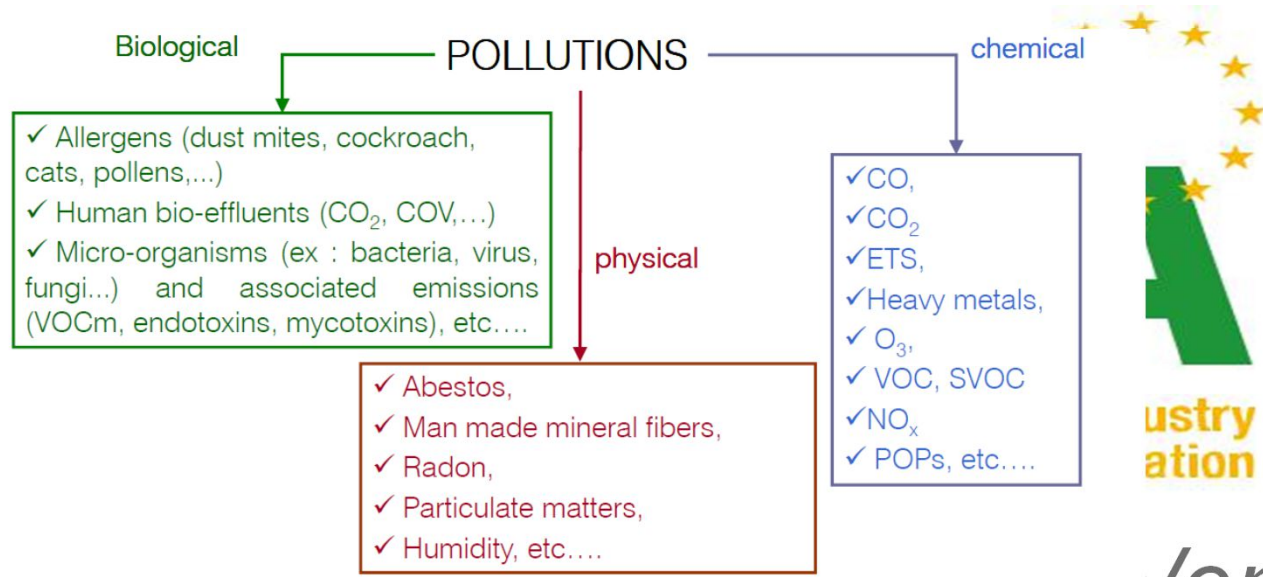 Biological
POLLUTIONS
chemical
✓ Allergens (dust mites, cockroach,
cats, pollens,...)
✓ Human bio-effluents (CO₂, COV,…)
✓ Micro-organisms (ex : bacteria, virus,
fungi...) and associated emissions
(VOCm, endotoxins, mycotoxins), etc….
physical
✓ Abestos,
✓ Man made mineral fibers,
✓ Radon,
✓ Particulate matters,
✓ Humidity, etc….
✓CO,
✓CO₂
✓ETS,
✓Heavy metals,
✓ O₃,
✓ VOC, SVOC
✓NOₓ
✓ POPs, etc….
A
ustry
ation